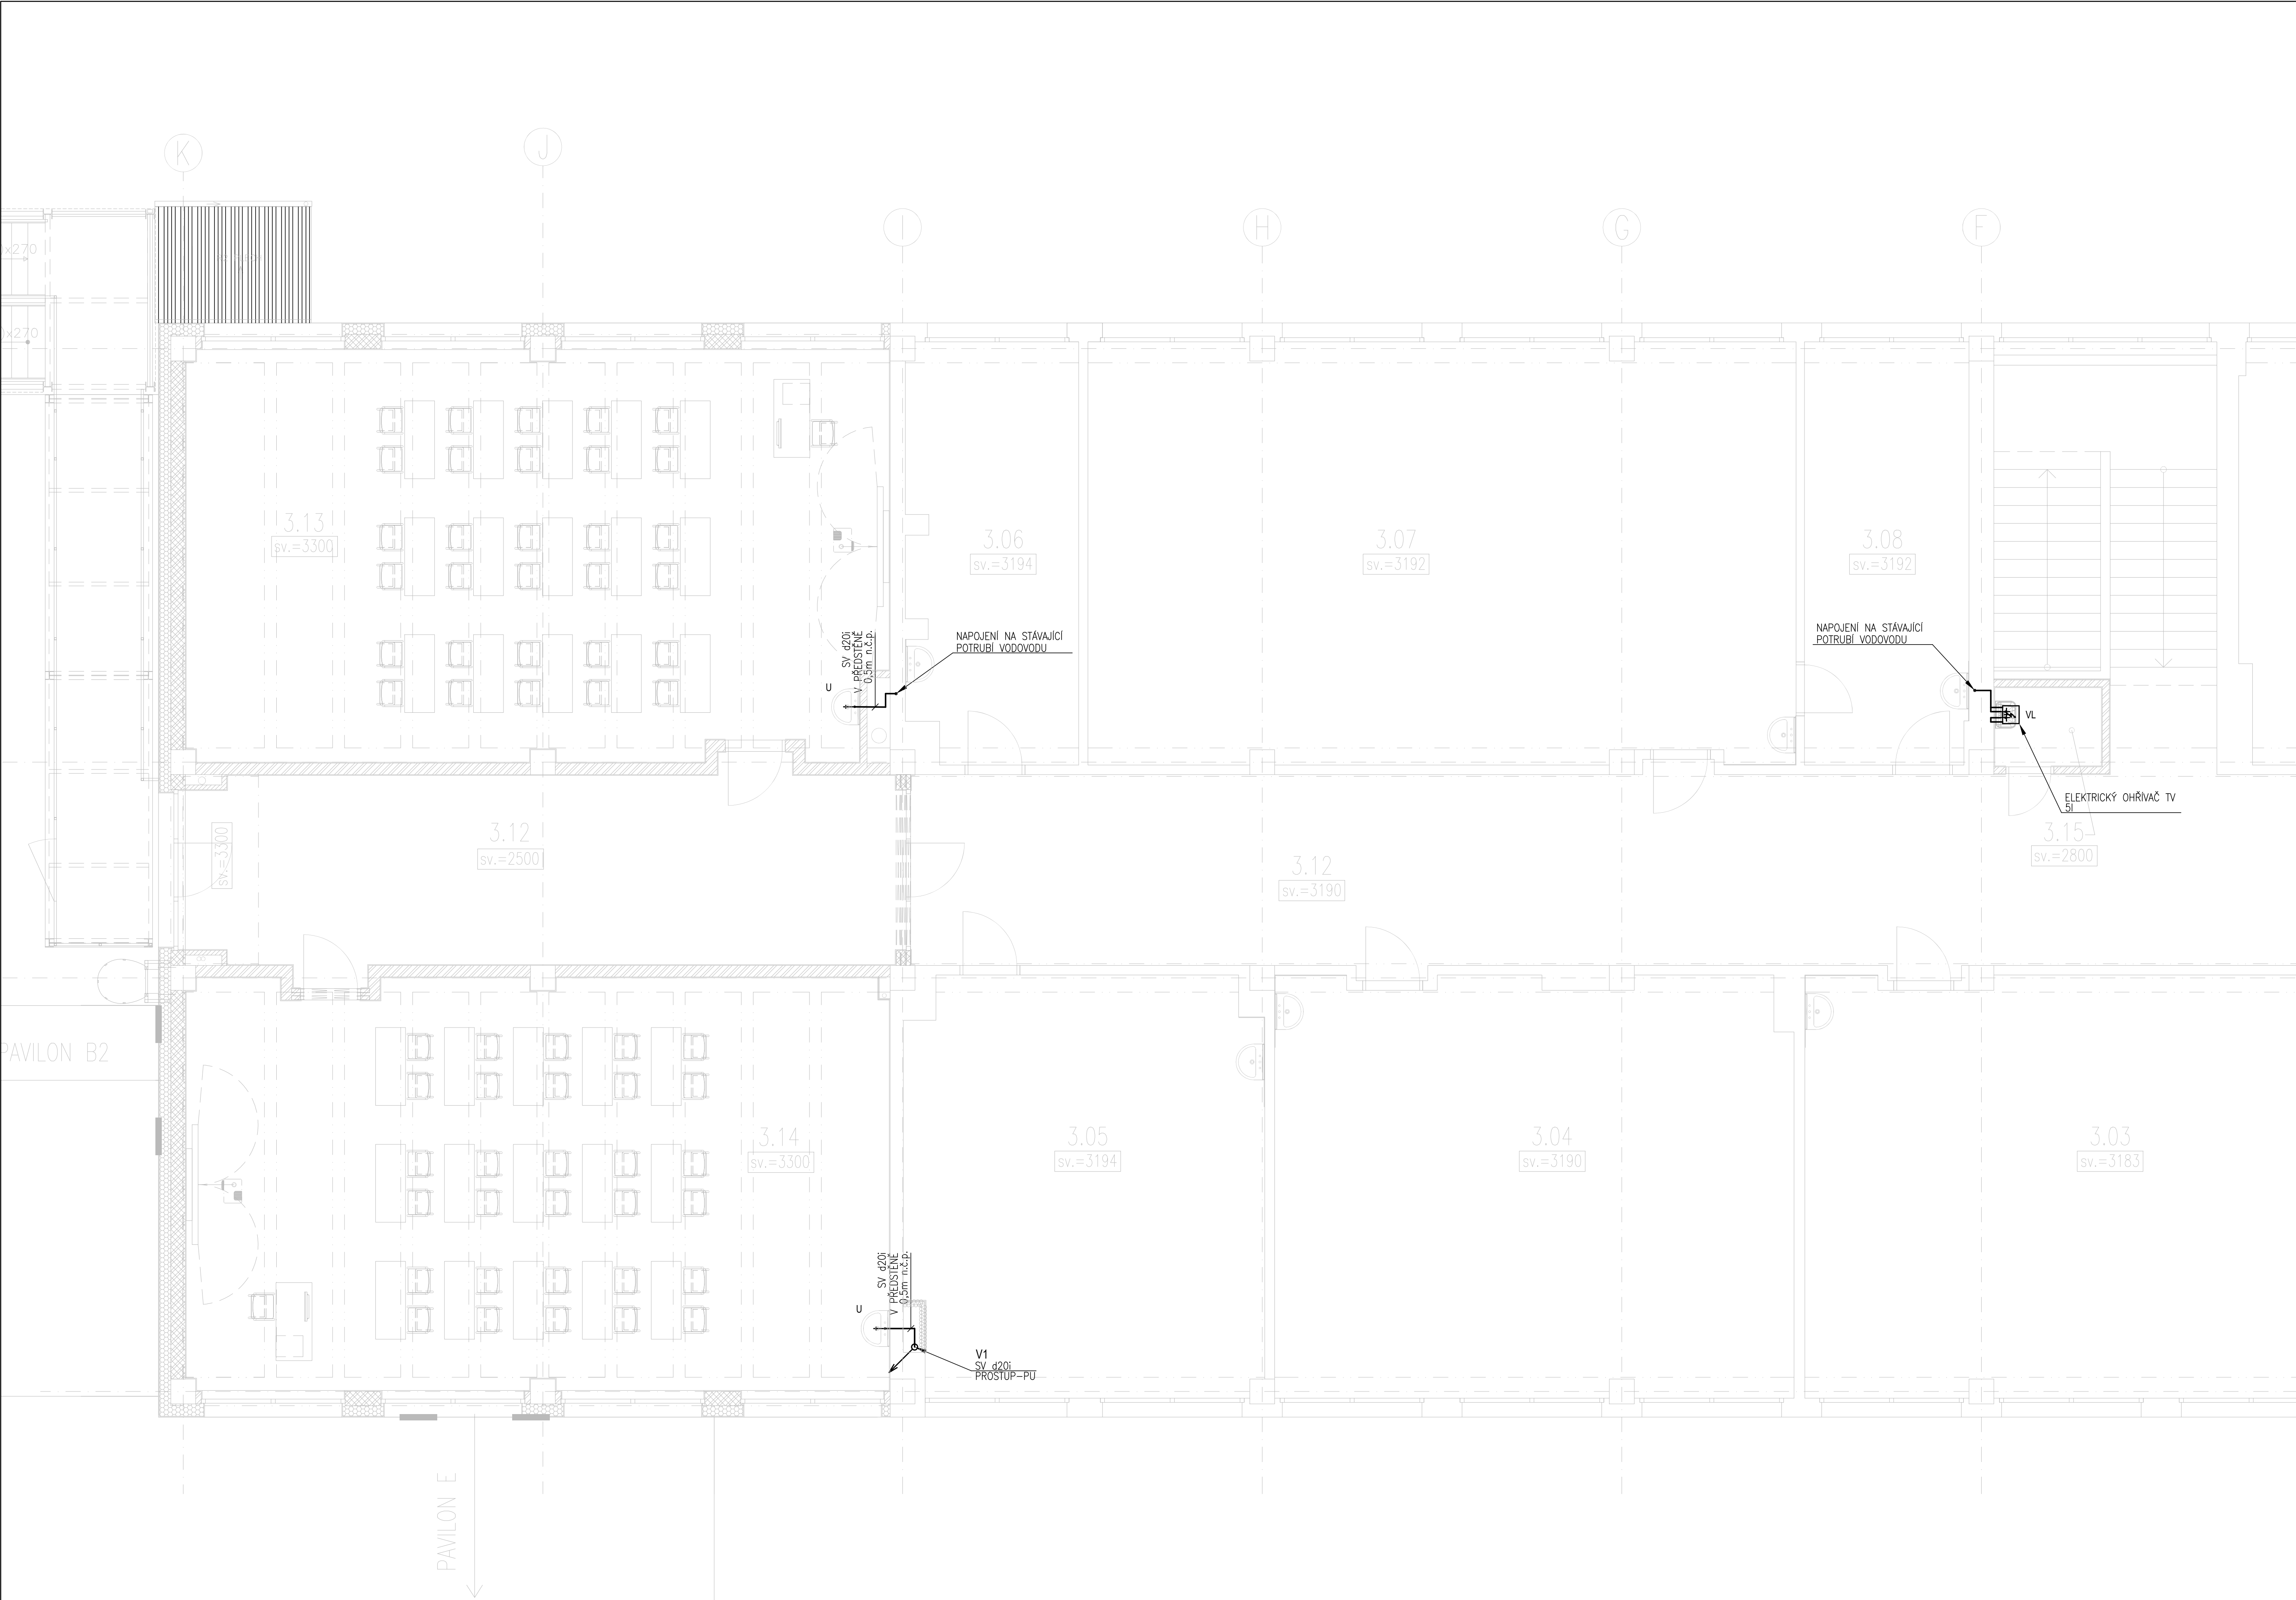 K
J
I
H
G
F
x270
x270
3.13
sv.=3300
3.06
sv.=3194
3.07
sv.=3192
3.08
sv.=3192
SV d20i
V PŘEDSTĚNĚ
0,5m n.č.p.
U
NAPOJENÍ NA STÁVAJÍCÍ
POTRUBÍ VODOVODU
NAPOJENÍ NA STÁVAJÍCÍ
POTRUBÍ VODOVODU
VL
ELEKTRICKÝ OHŘÍVAČ TV
5l
3.15
sv.=2800
sv.=3300
3.12
sv.=2500
3.12
sv.=3190
PAVILON B2
3.14
sv.=3300
3.05
sv.=3194
3.04
sv.=3190
3.03
sv.=3183
SV d20i
V PŘEDSTĚNĚ
0,5m n.č.p.
U
V1
SV d20i
PROSTUP-PU
PAVILON E